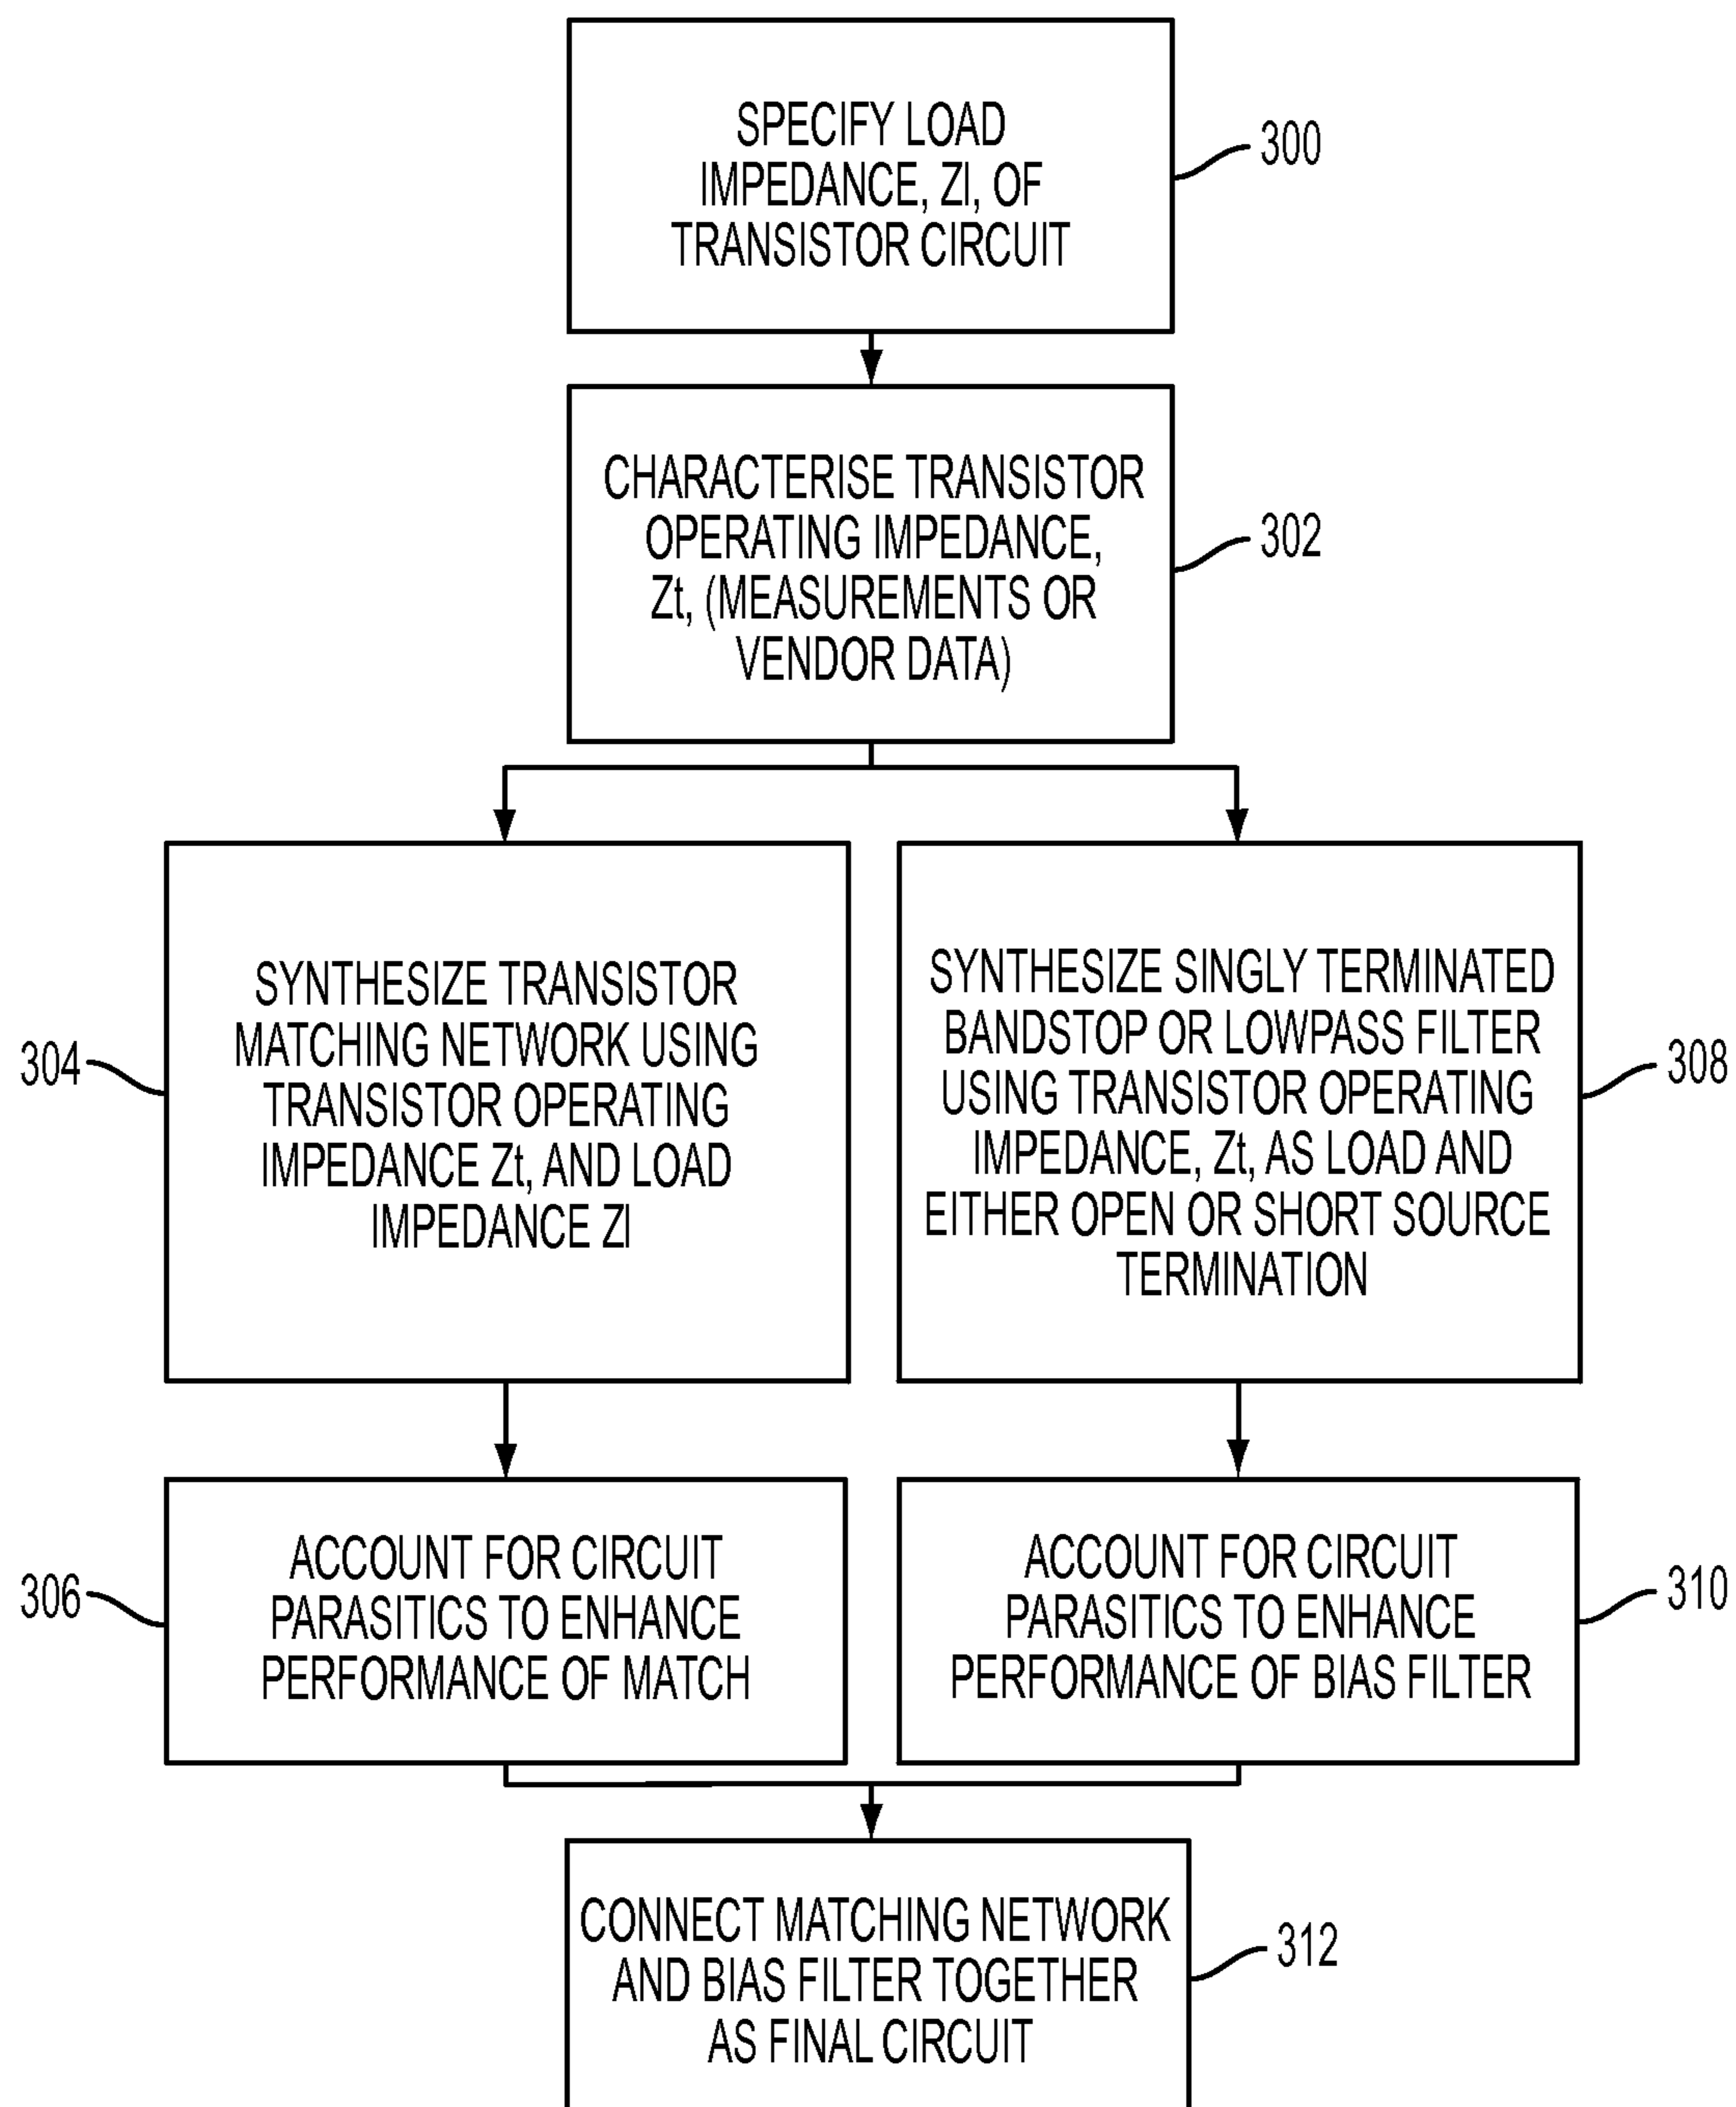 SPECIFY LOAD
IMPEDANCE, Zl, OF
TRANSISTOR CIRCUIT
300
CHARACTERISE TRANSISTOR
OPERATING IMPEDANCE,
Zt, (MEASUREMENTS OR
VENDOR DATA)
302
SYNTHESIZE TRANSISTOR
MATCHING NETWORK USING
TRANSISTOR OPERATING
IMPEDANCE Zt, AND LOAD
IMPEDANCE Zl
304
SYNTHESIZE SINGLY TERMINATED
BANDSTOP OR LOWPASS FILTER
USING TRANSISTOR OPERATING
IMPEDANCE, Zt, AS LOAD AND
EITHER OPEN OR SHORT SOURCE
TERMINATION
308
ACCOUNT FOR CIRCUIT
PARASITICS TO ENHANCE
PERFORMANCE OF MATCH
306
ACCOUNT FOR CIRCUIT
PARASITICS TO ENHANCE
PERFORMANCE OF BIAS FILTER
310
CONNECT MATCHING NETWORK
AND BIAS FILTER TOGETHER
AS FINAL CIRCUIT
312